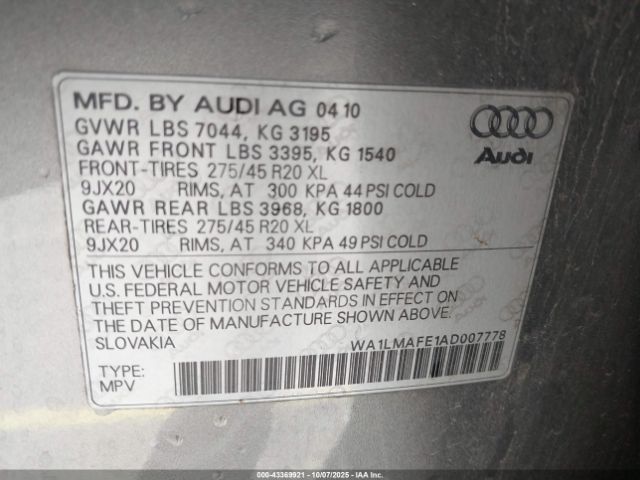 MFD. BY AUDI AG 04 10
GVWR LBS 7044, KG 3195
GAWR FRONT LBS 3395, KG 1540
FRONT-TIRES 275/45 R20 XL
9JX20 RIMS, AT 300 KPA 44 PSI COLD
GAWR REAR LBS 3968, KG 1800
REAR-TIRES 275/45 R20 XL
9JX20 RIMS, AT 340 KPA 49 PSI COLD
Audi
THIS VEHICLE CONFORMS TO ALL APPLICABLE
U.S. FEDERAL MOTOR VEHICLE SAFETY AND
THEFT PREVENTION STANDARDS IN EFFECT ON
THE DATE OF MANUFACTURE SHOWN ABOVE.
SLOVAKIA
WA1LMAFE1AD007778
TYPE:
MPV
000-43369921 - 10/07/2025 - IAA Inc.